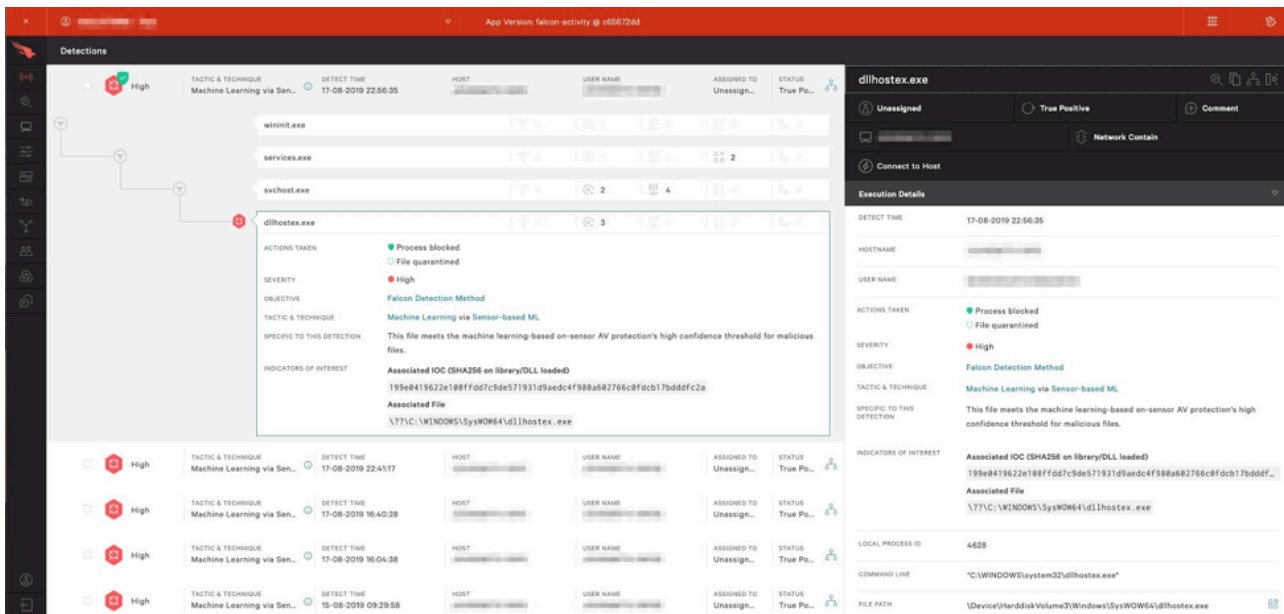 App Version: falcon-activity @ c65672dd
Detections
High
TACTIC & TECHNIQUE DETECT TIME HOST USER NAME ASSIGNED TO STATUS
Machine Learning via Sen... 17-08-2019 22:56:35 Unassign... True Po...
wininit.exe
services.exe 2
svchost.exe 2 4
dllhostex.exe 3
ACTIONS TAKEN Process blocked
File quarantined
SEVERITY High
OBJECTIVE Falcon Detection Method
TACTIC & TECHNIQUE Machine Learning via Sensor-based ML
SPECIFIC TO THIS DETECTION This file meets the machine learning-based on-sensor AV protection's high confidence threshold for malicious
files.
INDICATORS OF INTEREST Associated IOC (SHA256 on library/DLL loaded)
199e0419622e108ffdd7c9de571931d9aedc4f980a602766c0fdcb17bdddfc2a
Associated File
\??\C:\WINDOWS\SysWOW64\dllhostex.exe
TACTIC & TECHNIQUE DETECT TIME HOST USER NAME ASSIGNED TO STATUS
High Machine Learning via Sen... 17-08-2019 22:41:17 Unassign... True Po...
TACTIC & TECHNIQUE DETECT TIME HOST USER NAME ASSIGNED TO STATUS
High Machine Learning via Sen... 17-08-2019 16:40:28 Unassign... True Po...
TACTIC & TECHNIQUE DETECT TIME HOST USER NAME ASSIGNED TO STATUS
High Machine Learning via Sen... 17-08-2019 16:04:38 Unassign... True Po...
TACTIC & TECHNIQUE DETECT TIME HOST USER NAME ASSIGNED TO STATUS
High Machine Learning via Sen... 15-08-2019 09:29:58 Unassign... True Po...
dllhostex.exe
Unassigned True Positive Comment
Network Contain
Connect to Host
Execution Details
DETECT TIME 17-08-2019 22:56:35
HOSTNAME
USER NAME
ACTIONS TAKEN Process blocked
File quarantined
SEVERITY High
OBJECTIVE Falcon Detection Method
TACTIC & TECHNIQUE Machine Learning via Sensor-based ML
SPECIFIC TO THIS This file meets the machine learning-based on-sensor AV protection's high
DETECTION confidence threshold for malicious files.
INDICATORS OF INTEREST Associated IOC (SHA256 on library/DLL loaded)
199e0419622e108ffdd7c9de571931d9aedc4f980a602766c0fdcb17bdddf...
Associated File
\??\C:\WINDOWS\SysWOW64\dllhostex.exe
LOCAL PROCESS ID 4628
COMMAND LINE "C:\WINDOWS\system32\dllhostex.exe"
FILE PATH \Device\HarddiskVolume3\Windows\SysWOW64\dllhostex.exe